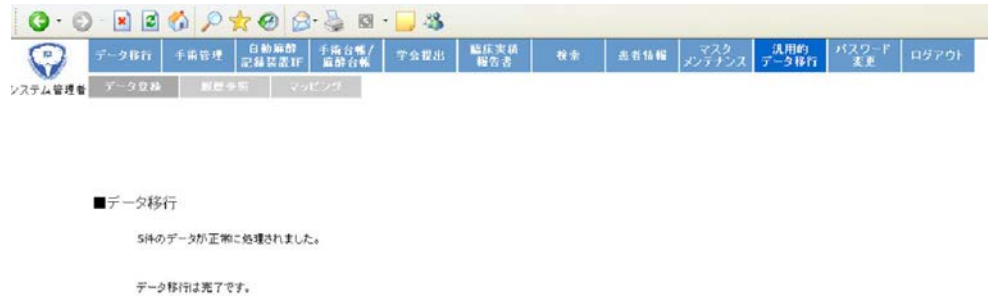 データ移行 手術管理 自動麻酔 手術台帳/ 学会提出 臨床実績 検索 患者情報 マスタ 汎用的 パスワード ログアウト
記録装置IF 麻酔台帳 報告書 メンテナンス データ移行 変更
システム管理者 データ登録 履歴参照 マッピング
■データ移行
5件のデータが正常に処理されました。
データ移行は完了です。